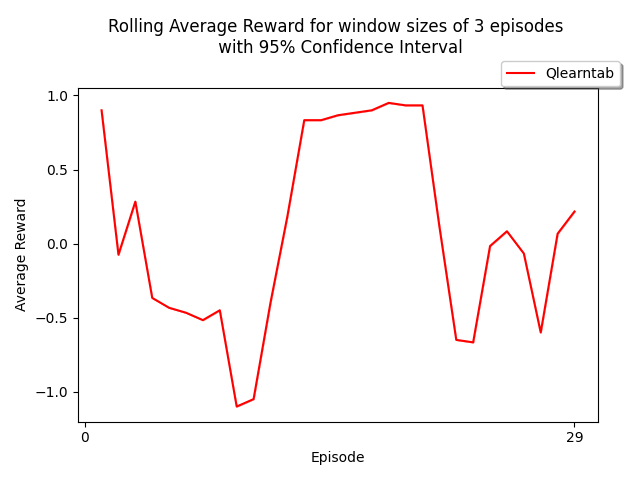 Rolling Average Reward for window sizes of 3 episodes
with 95% Confidence Interval
Qlearntab
1.0
0.5
0.0
−0.5
−1.0
Average Reward
0
29
Episode